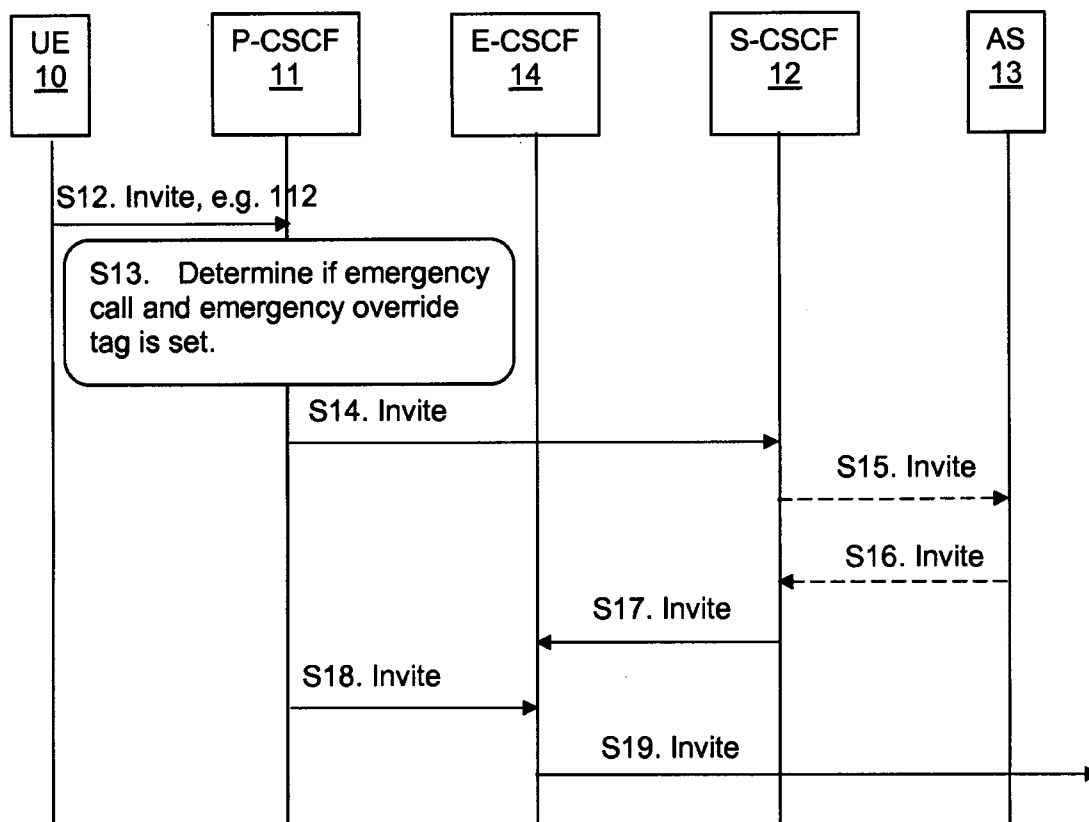 UE
10
P-CSCF
11
E-CSCF
14
S-CSCF
12
AS
13
S12. Invite, e.g. 112
S13. Determine if emergency
call and emergency override
tag is set.
S14. Invite
S15. Invite
S16. Invite
S17. Invite
S18. Invite
S19. Invite